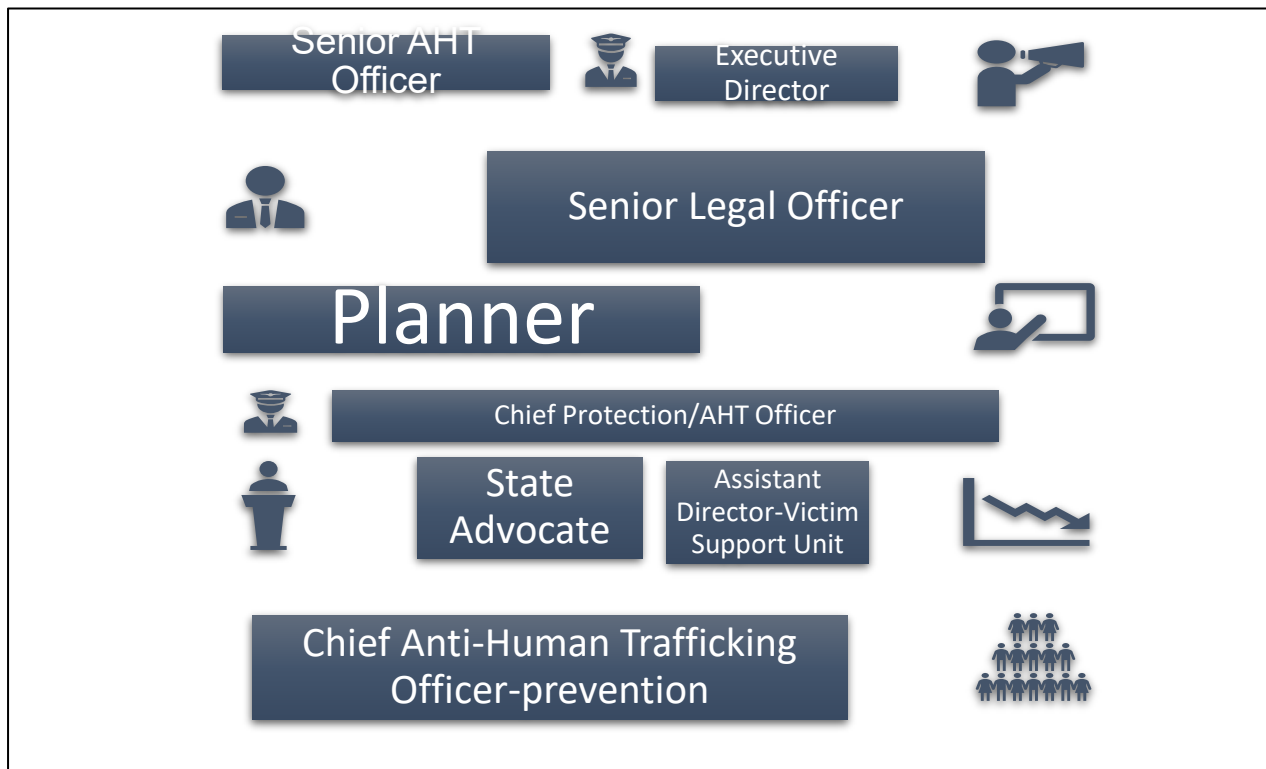 Senior AHT
Officer
Executive
Director
Senior Legal Officer
Planner
Chief Protection/AHT Officer
State
Advocate
Assistant
Director-Victim
Support Unit
Chief Anti-Human Trafficking
Officer-prevention